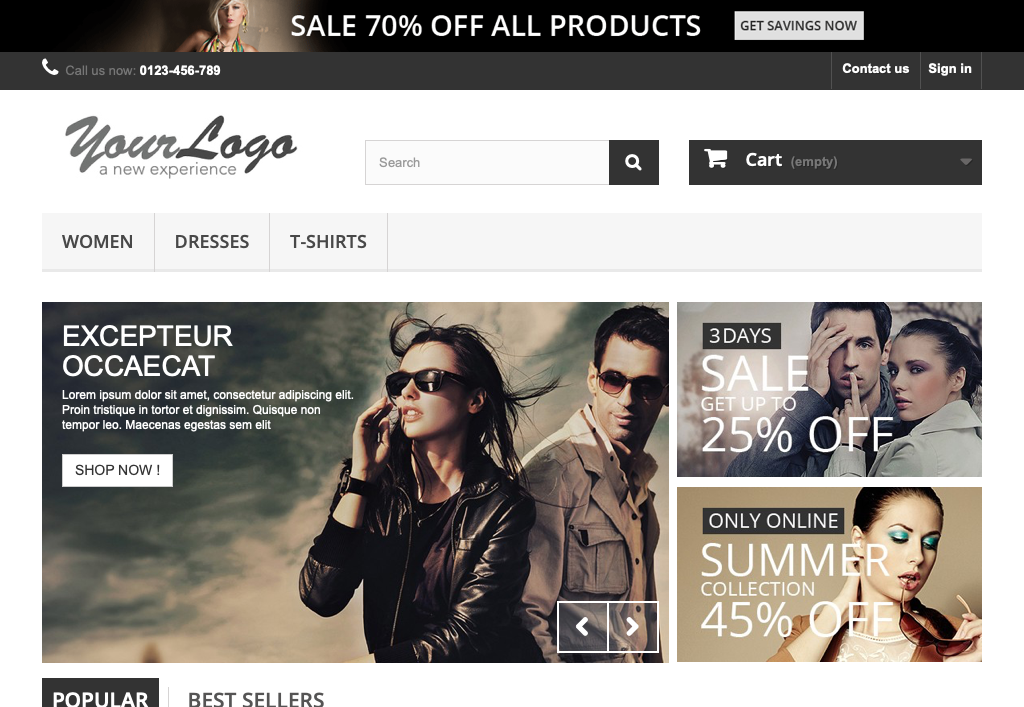 SALE 70% OFF ALL PRODUCTS
GET SAVINGS NOW
Call us now: 0123-456-789
Contact us
Sign in
YourLogo
a new experience
Search
Cart (empty)
WOMEN
DRESSES
T-SHIRTS
EXCEPTEUR
OCCAECAT
Lorem ipsum dolor sit amet, consectetur adipiscing elit.
Proin tristique in tortor et dignissim. Quisque non
tempor leo. Maecenas egestas sem elit
SHOP NOW !
3 DAYS
SALE
GET UP TO
25% OFF
ONLY ONLINE
SUMMER
COLLECTION
45% OFF
POPULAR
BEST SELLERS